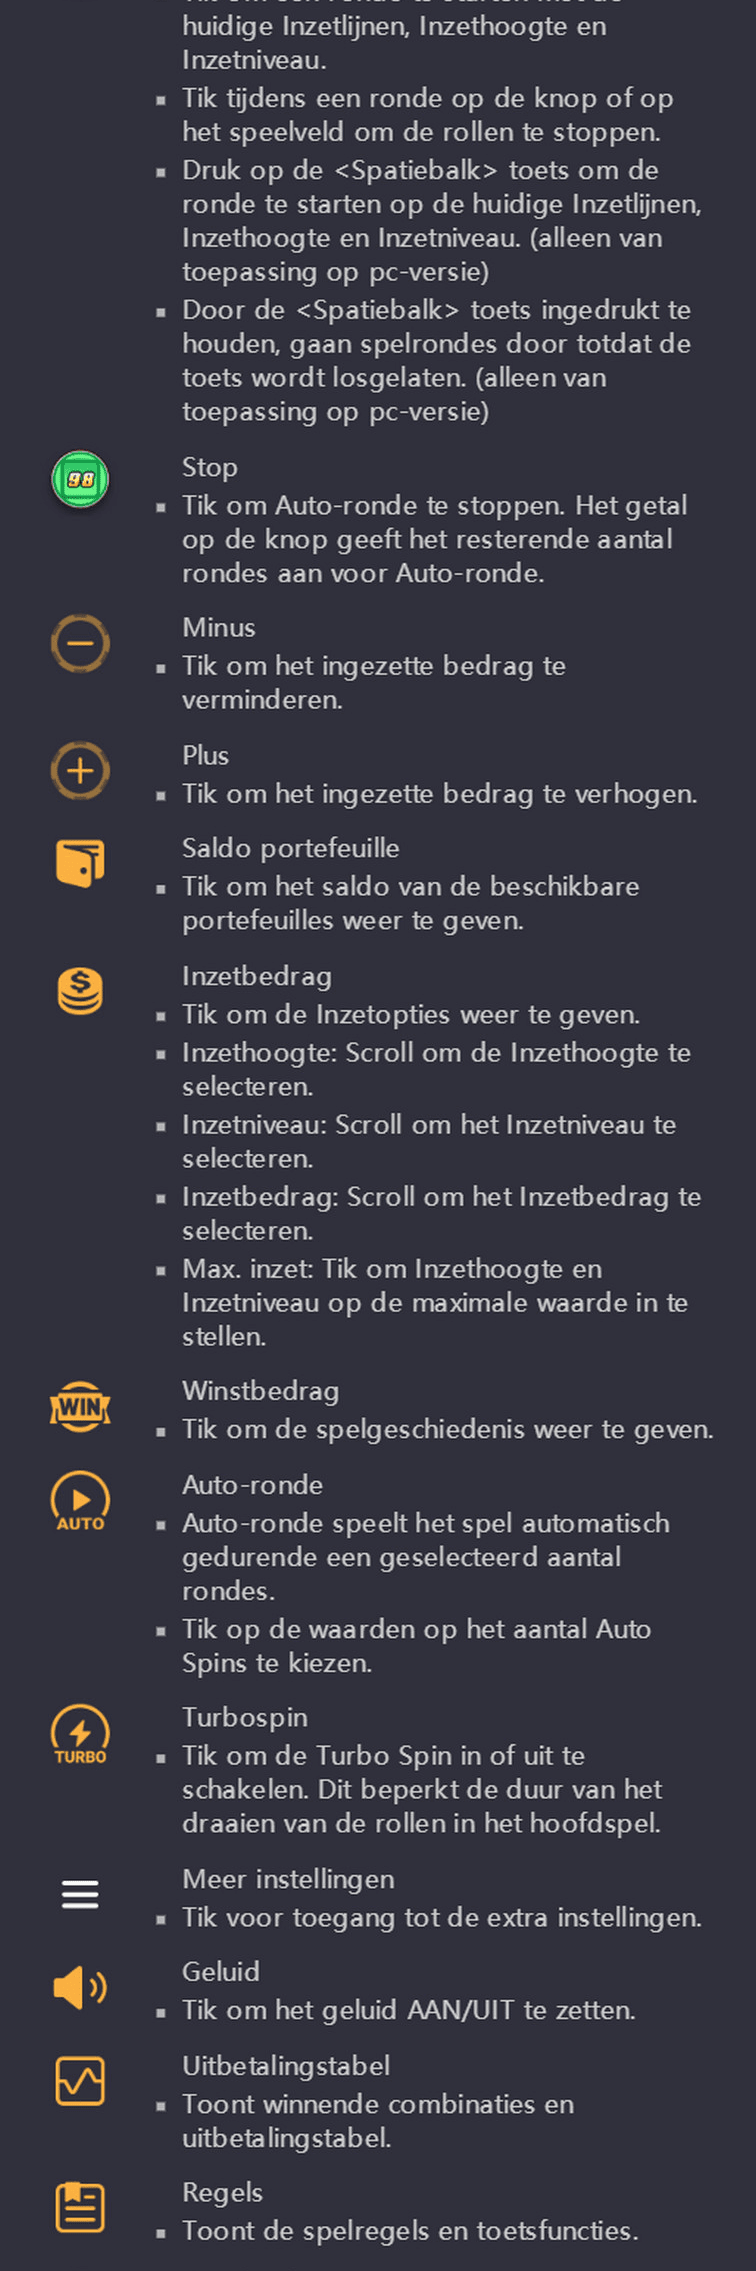 huidige Inzetlijnen, Inzethoogte en
Inzetniveau.
▪ Tik tijdens een ronde op de knop of op
het speelveld om de rollen te stoppen.
▪ Druk op de <Spatiebalk> toets om de
ronde te starten op de huidige Inzetlijnen,
Inzethoogte en Inzetniveau. (alleen van
toepassing op pc-versie)
▪ Door de <Spatiebalk> toets ingedrukt te
houden, gaan spelrondes door totdat de
toets wordt losgelaten. (alleen van
toepassing op pc-versie)
98
Stop
▪ Tik om Auto-ronde te stoppen. Het getal
op de knop geeft het resterende aantal
rondes aan voor Auto-ronde.
Minus
▪ Tik om het ingezette bedrag te
verminderen.
Plus
▪ Tik om het ingezette bedrag te verhogen.
Saldo portefeuille
▪ Tik om het saldo van de beschikbare
portefeuilles weer te geven.
$
Inzetbedrag
▪ Tik om de Inzetopties weer te geven.
▪ Inzethoogte: Scroll om de Inzethoogte te
selecteren.
▪ Inzetniveau: Scroll om het Inzetniveau te
selecteren.
▪ Inzetbedrag: Scroll om het Inzetbedrag te
selecteren.
▪ Max. inzet: Tik om Inzethoogte en
Inzetniveau op de maximale waarde in te
stellen.
WIN
Winstbedrag
▪ Tik om de spelgeschiedenis weer te geven.
AUTO
Auto-ronde
▪ Auto-ronde speelt het spel automatisch
gedurende een geselecteerd aantal
rondes.
▪ Tik op de waarden op het aantal Auto
Spins te kiezen.
TURBO
Turbospin
▪ Tik om de Turbo Spin in of uit te
schakelen. Dit beperkt de duur van het
draaien van de rollen in het hoofdspel.
Meer instellingen
▪ Tik voor toegang tot de extra instellingen.
Geluid
▪ Tik om het geluid AAN/UIT te zetten.
Uitbetalingstabel
▪ Toont winnende combinaties en
uitbetalingstabel.
Regels
▪ Toont de spelregels en toetsfuncties.